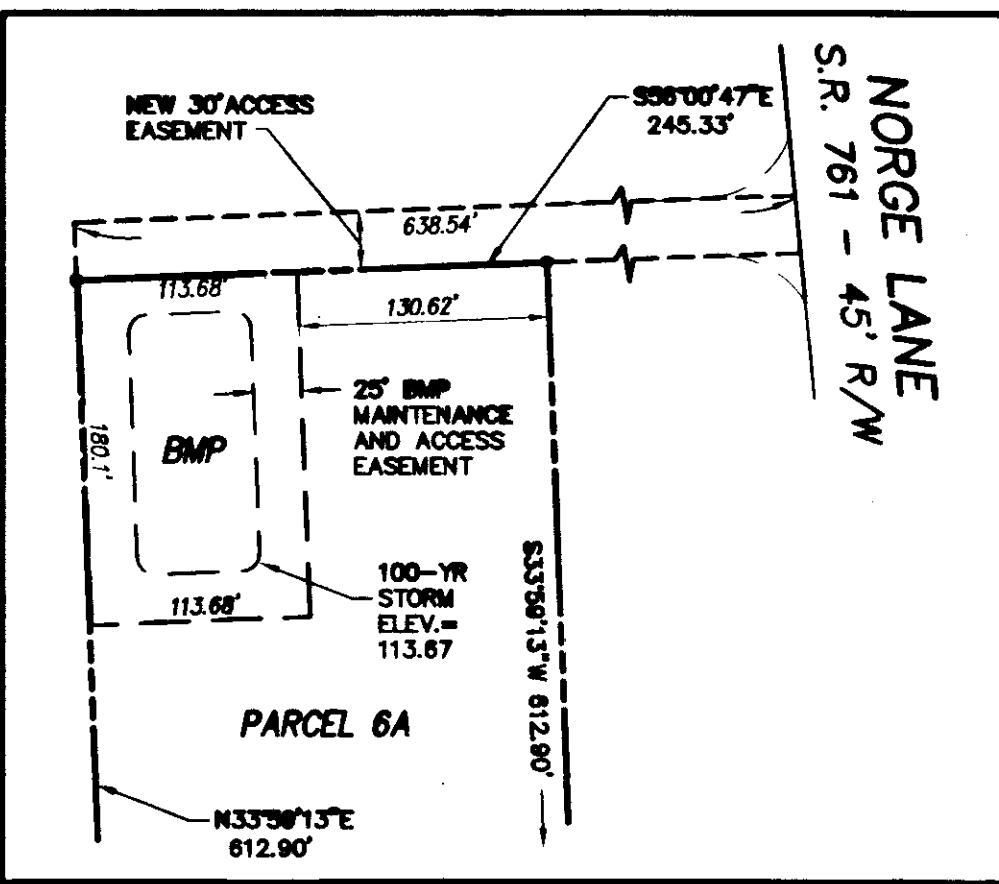 NORGE LANE
S.R. 761 - 45' R/W
NEW 30' ACCESS
EASEMENT
S56°00'47"E
245.33'
638.54'
113.68'
130.62'
25' BMP
MAINTENANCE
AND ACCESS
EASEMENT
BMP
180.1'
100-YR
STORM
ELEV.=
113.67
113.68'
S33°59'13"W 612.90'
PARCEL 6A
N33°59'13"E
612.90'